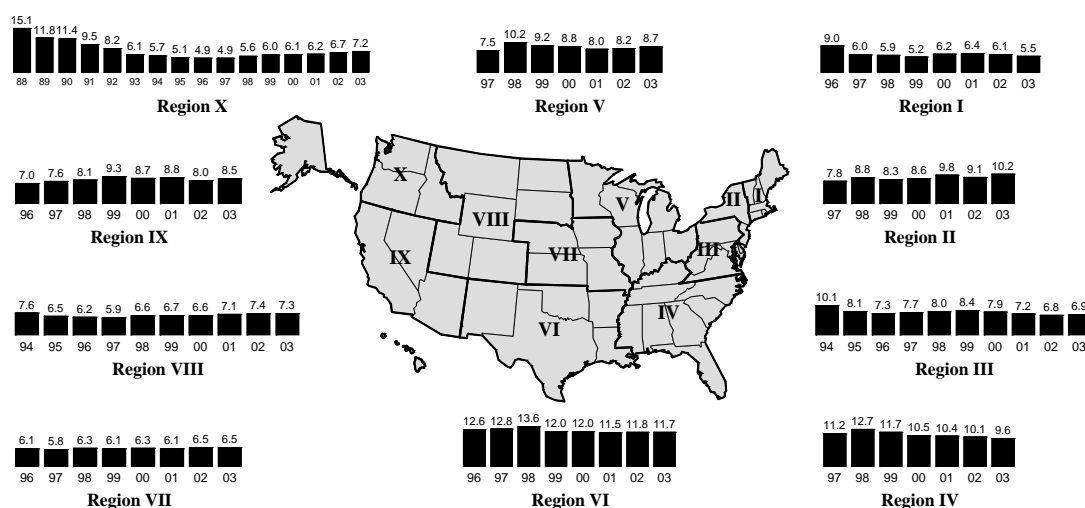 15.1 11.8 11.4 9.5 8.2 6.1 5.7 5.1 4.9 4.9 5.6 6.0 6.1 6.2 6.7 7.2
88 89 90 91 92 93 94 95 96 97 98 99 00 01 02 03
Region X
7.5 10.2 9.2 8.8 8.0 8.2 8.7
97 98 99 00 01 02 03
Region V
9.0 6.0 5.9 5.2 6.2 6.4 6.1 5.5
96 97 98 99 00 01 02 03
Region I
7.0 7.6 8.1 9.3 8.7 8.8 8.0 8.5
96 97 98 99 00 01 02 03
Region IX
X
VIII
IX
VII
VI
V
IV
III
II
I
7.8 8.8 8.3 8.6 9.8 9.1 10.2
97 98 99 00 01 02 03
Region II
7.6 6.5 6.2 5.9 6.6 6.7 6.6 7.1 7.4 7.3
94 95 96 97 98 99 00 01 02 03
Region VIII
10.1 8.1 7.3 7.7 8.0 8.4 7.9 7.2 6.8 6.9
94 95 96 97 98 99 00 01 02 03
Region III
6.1 5.8 6.3 6.1 6.3 6.1 6.5 6.5
96 97 98 99 00 01 02 03
Region VII
12.6 12.8 13.6 12.0 12.0 11.5 11.8 11.7
96 97 98 99 00 01 02 03
Region VI
11.2 12.7 11.7 10.5 10.4 10.1 9.6
97 98 99 00 01 02 03
Region IV